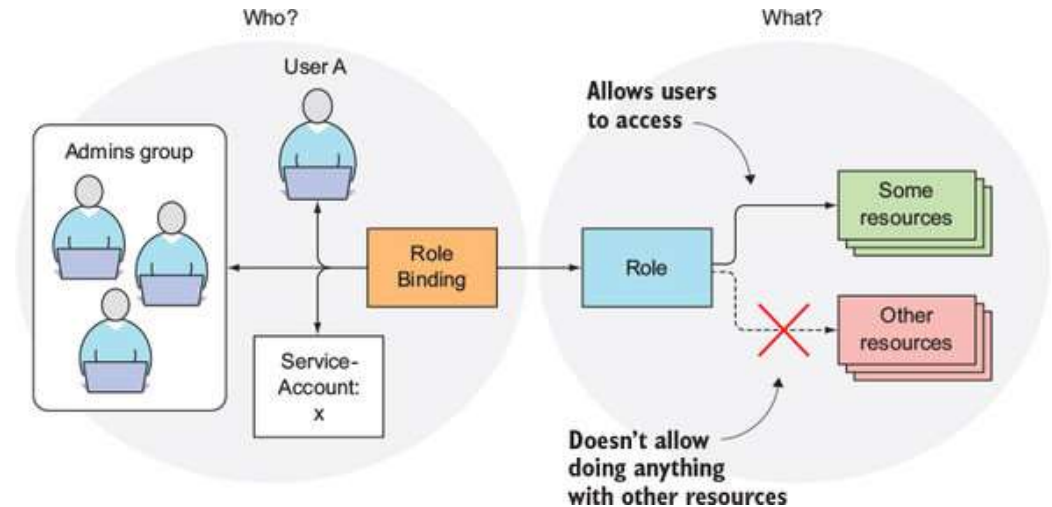 Who?
What?
User A
Allows users
to access
Admins group
Some
resources
Role
Binding
Role
Other
resources
Service-
Account:
x
Doesn't allow
doing anything
with other resources